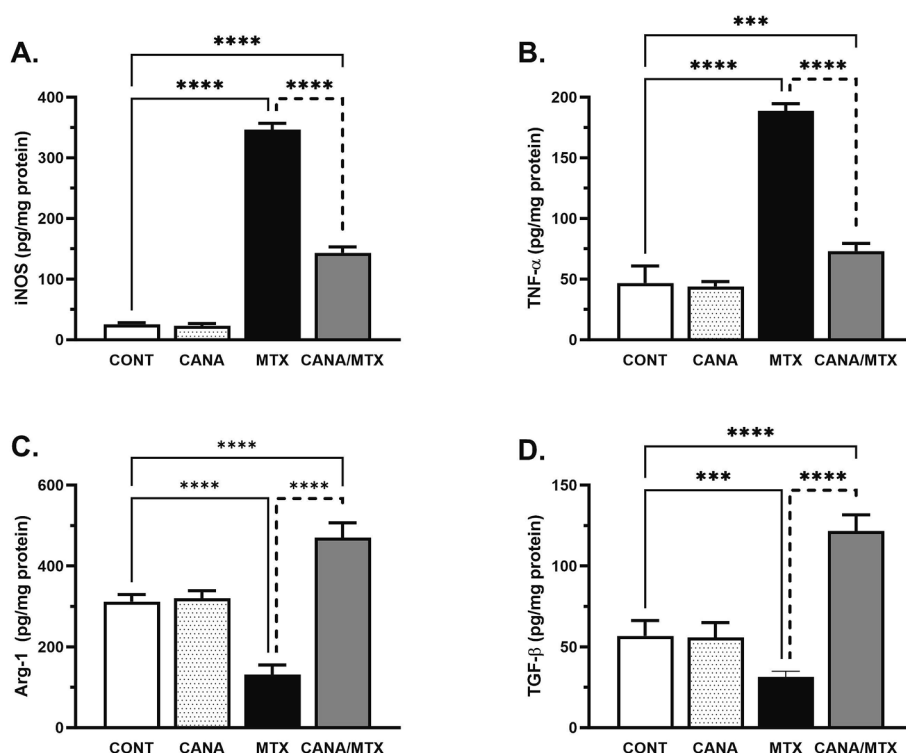 A.
****
****
****
iNOS (pg/mg protein)
400
300
200
100
0
CONT
CANA
MTX
CANA/MTX
B.
***
****
****
TNF-α (pg/mg protein)
200
150
100
50
0
CONT
CANA
MTX
CANA/MTX
C.
****
****
****
Arg-1 (pg/mg protein)
600
400
200
0
CONT
CANA
MTX
CANA/MTX
D.
****
***
****
TGF-β (pg/mg protein)
150
100
50
0
CONT
CANA
MTX
CANA/MTX